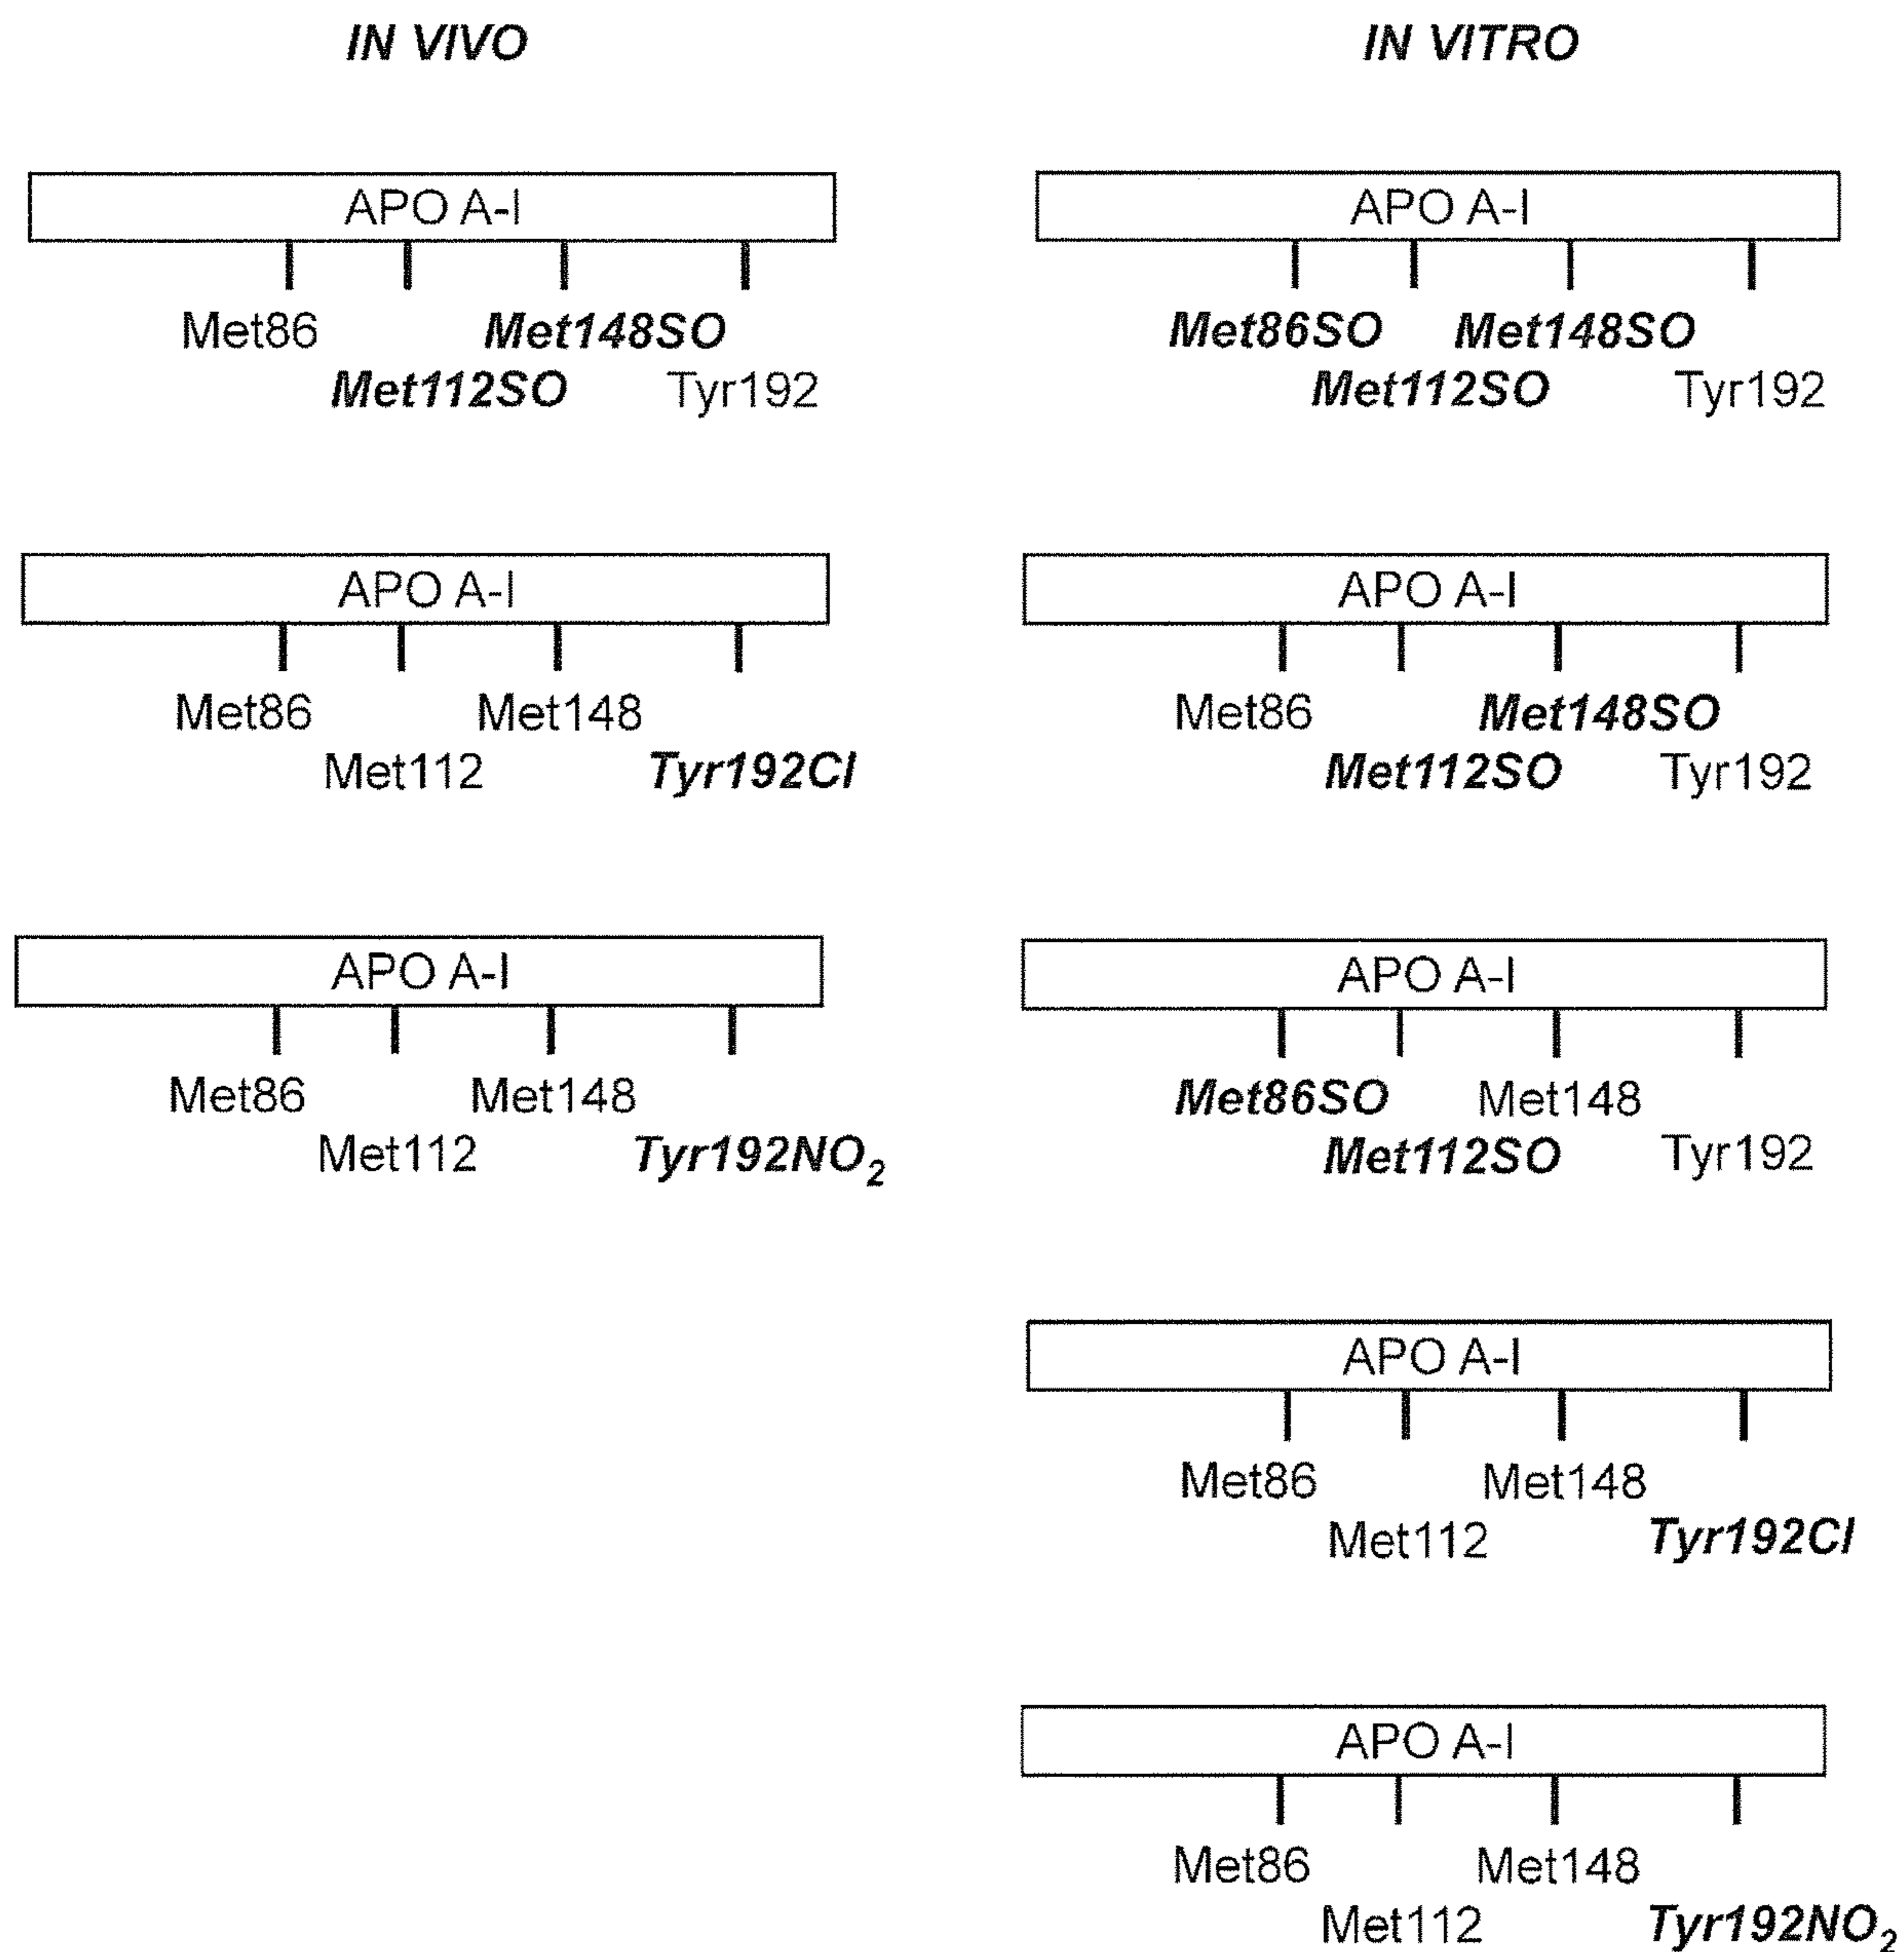 IN VIVO
IN VITRO
APO A-I
APO A-I
Met86 Met148SO
Met112SO Tyr192
Met86SO Met148SO
Met112SO Tyr192
APO A-I
APO A-I
Met86 Met148
Met112 Tyr192Cl
Met86 Met148SO
Met112SO Tyr192
APO A-I
APO A-I
Met86 Met148
Met112 Tyr192NO₂
Met86SO Met148
Met112SO Tyr192
APO A-I
Met86 Met148
Met112 Tyr192Cl
APO A-I
Met86 Met148
Met112 Tyr192NO₂